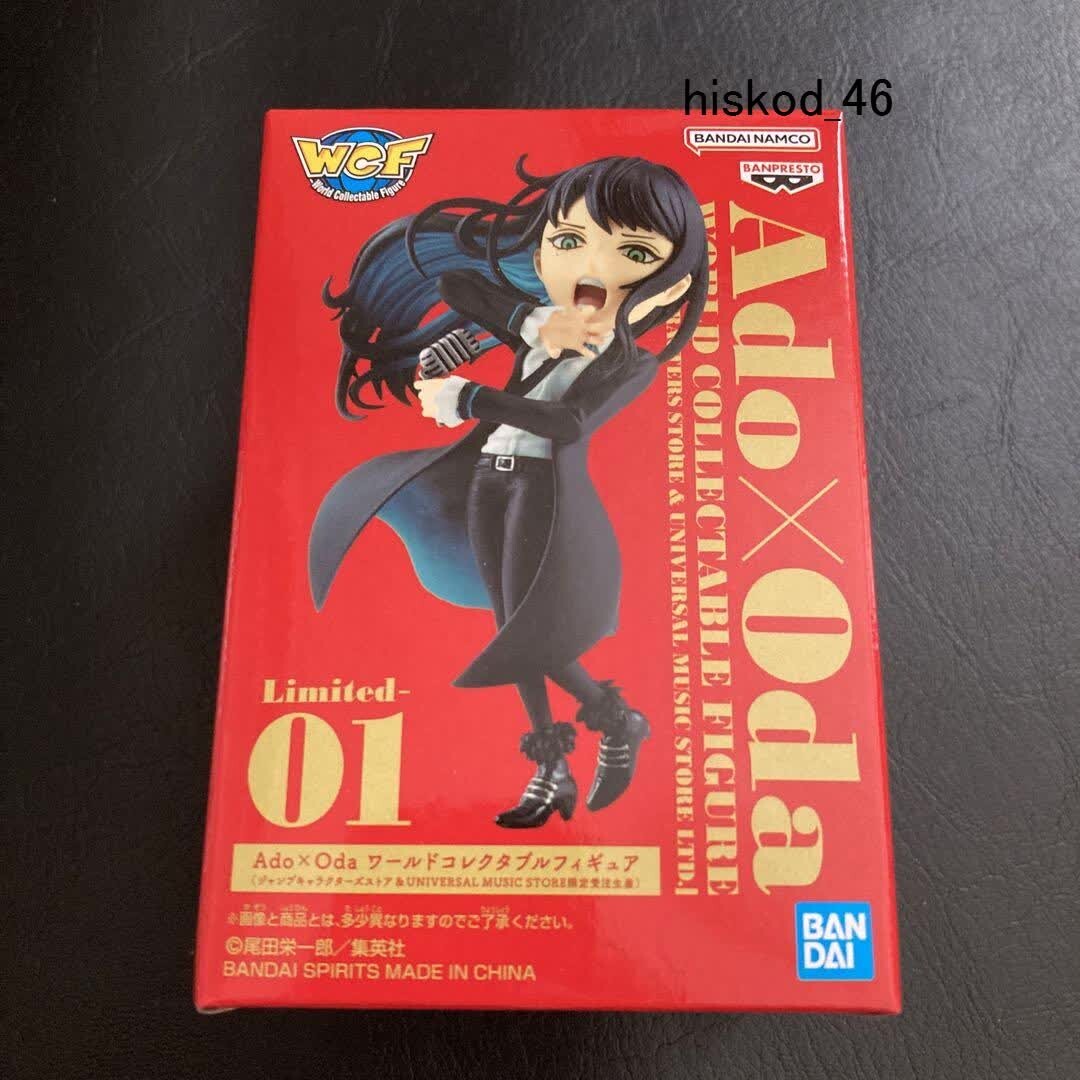 hiskod_46
WCF
World Collectable Figure
BANDAI NAMCO
BANPRESTO
Ado×Oda
WORLD COLLECTABLE FIGURE
STORE & UNIVERSAL MUSIC STORE LTD.]
Limited-
01
Ado×Oda ワールドコレクタブルフィギュア
(ジャンプキャラクターズストア&UNIVERSAL MUSIC STORE限定受注生産)
※画像と商品とは、多少異なりますのでご了承ください。
©尾田栄一郎/集英社
BANDAI SPIRITS MADE IN CHINA
BAN
DAI